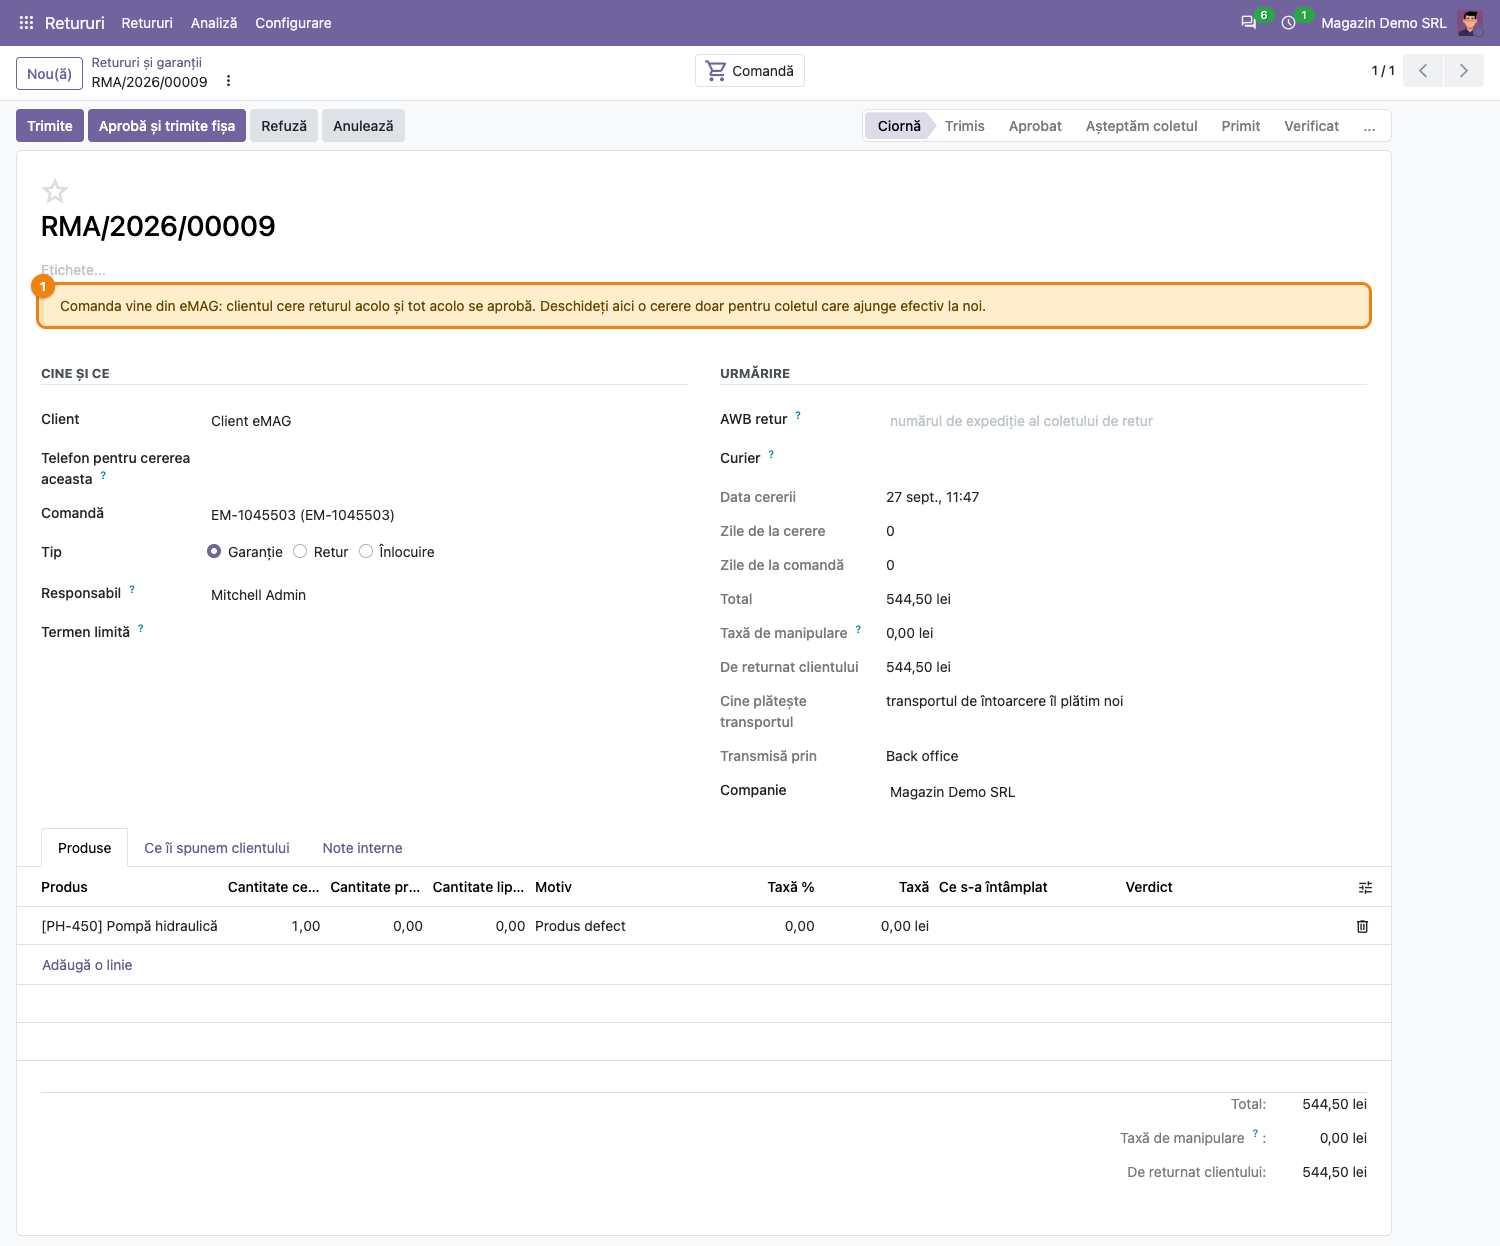 Retururi Retururi Analiză Configurare 6 1 Magazin Demo SRL
Nou(ă) Retururi și garanții
RMA/2026/00009
Comandă
1 / 1
Trimite Aprobă și trimite fișa Refuză Anulează
Ciornă Trimis Aprobat Așteptăm coletul Primit Verificat ...
RMA/2026/00009
Etichete...
1
Comanda vine din eMAG: clientul cere returul acolo și tot acolo se aprobă. Deschideți aici o cerere doar pentru coletul care ajunge efectiv la noi.
CINE ȘI CE
Client Client eMAG
Telefon pentru cererea
aceasta ?
Comandă EM-1045503 (EM-1045503)
Tip Garanție Retur Înlocuire
Responsabil ? Mitchell Admin
Termen limită ?
URMĂRIRE
AWB retur ? numărul de expediție al coletului de retur
Curier ?
Data cererii 27 sept., 11:47
Zile de la cerere 0
Zile de la comandă 0
Total 544,50 lei
Taxă de manipulare ? 0,00 lei
De returnat clientului 544,50 lei
Cine plătește
transportul
transportul de întoarcere îl plătim noi
Transmisă prin Back office
Companie Magazin Demo SRL
Produse Ce îi spunem clientului Note interne
Produs Cantitate ce... Cantitate pr... Cantitate lip... Motiv Taxă % Taxă Ce s-a întâmplat Verdict
[PH-450] Pompă hidraulică 1,00 0,00 0,00 Produs defect 0,00 0,00 lei
Adăugă o linie
Total: 544,50 lei
Taxă de manipulare ? : 0,00 lei
De returnat clientului: 544,50 lei